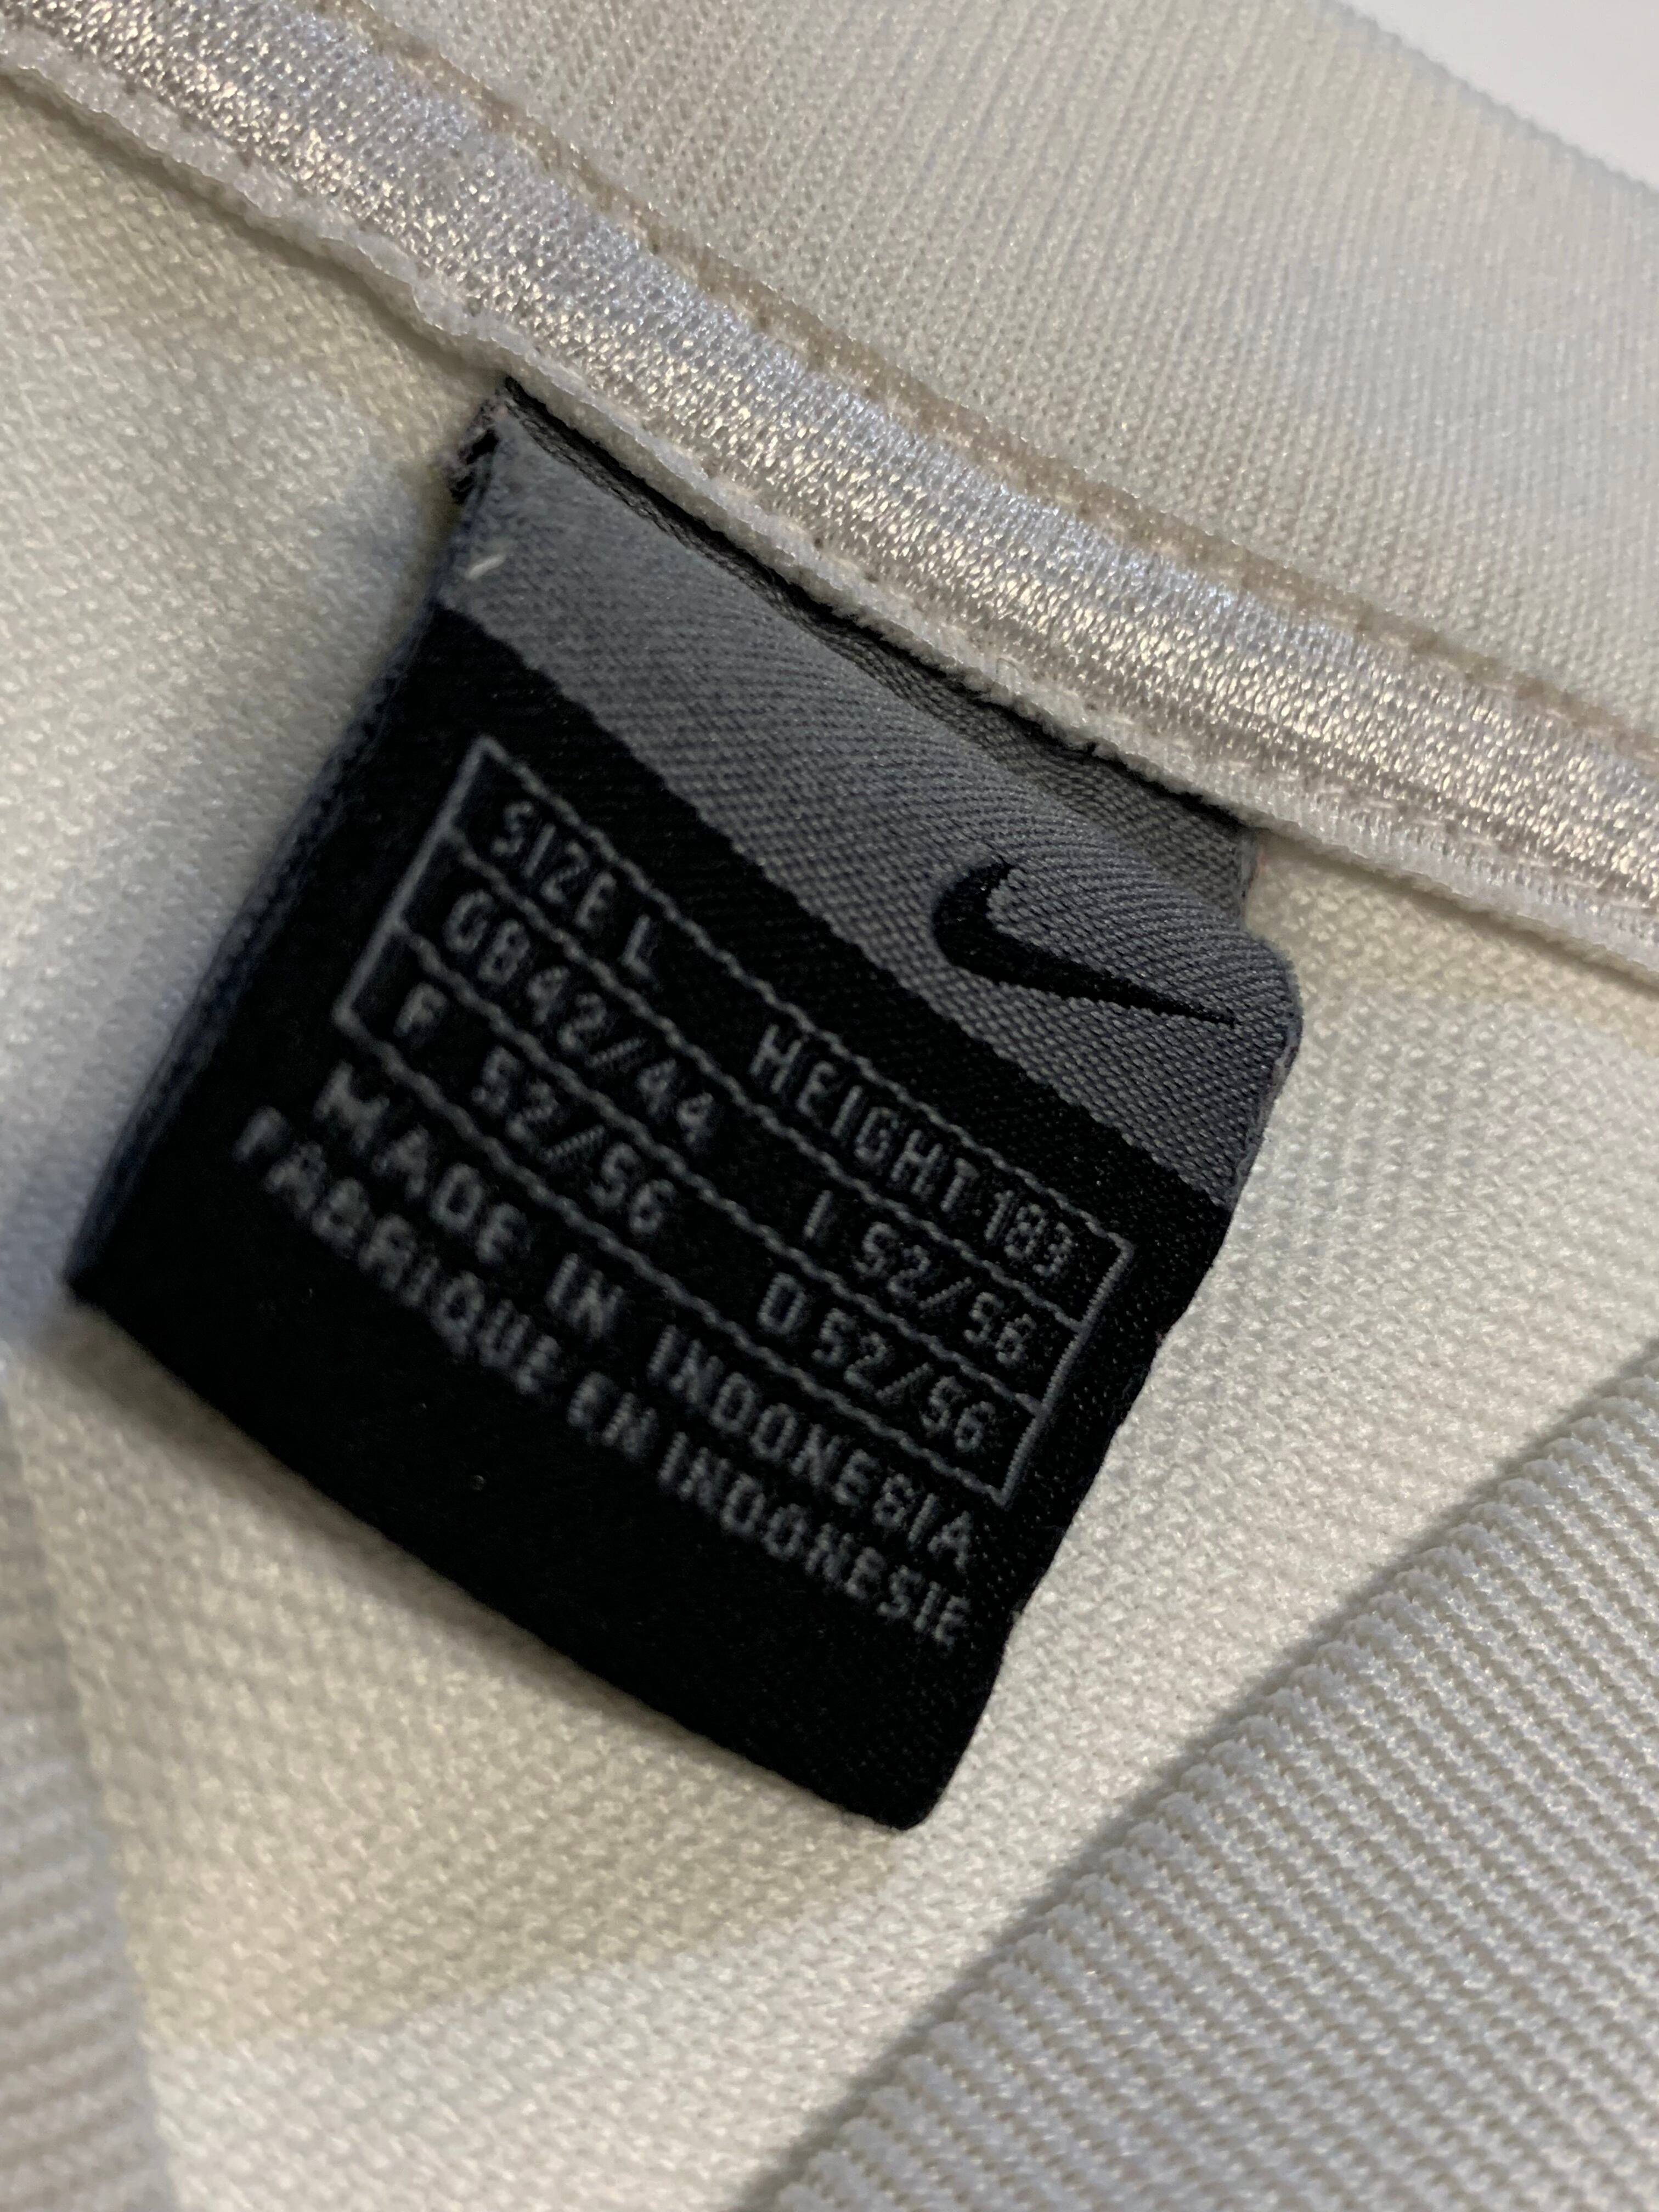 SIZE L HEIGHT 183
GB 42/44 I 52/56
F 52/56 D 52/56
MADE IN INDONESIA
FABRIQUE EN INDONESIE